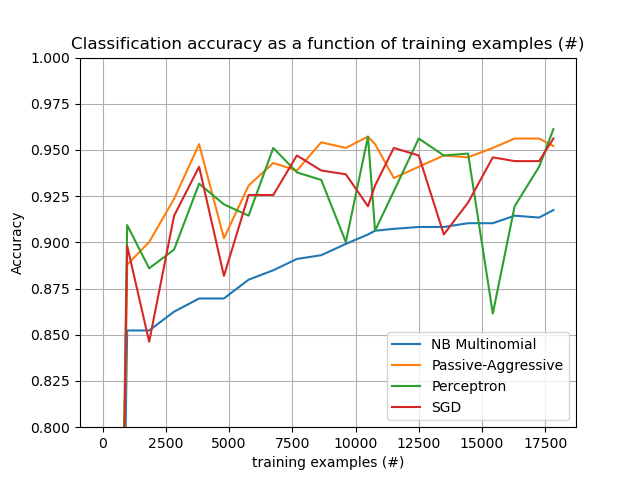 Classification accuracy as a function of training examples (#)
1.000
0.975
0.950
0.925
0.900
0.875
0.850
0.825
0.800
Accuracy
NB Multinomial
Passive-Aggressive
Perceptron
SGD
0 2500 5000 7500 10000 12500 15000 17500
training examples (#)